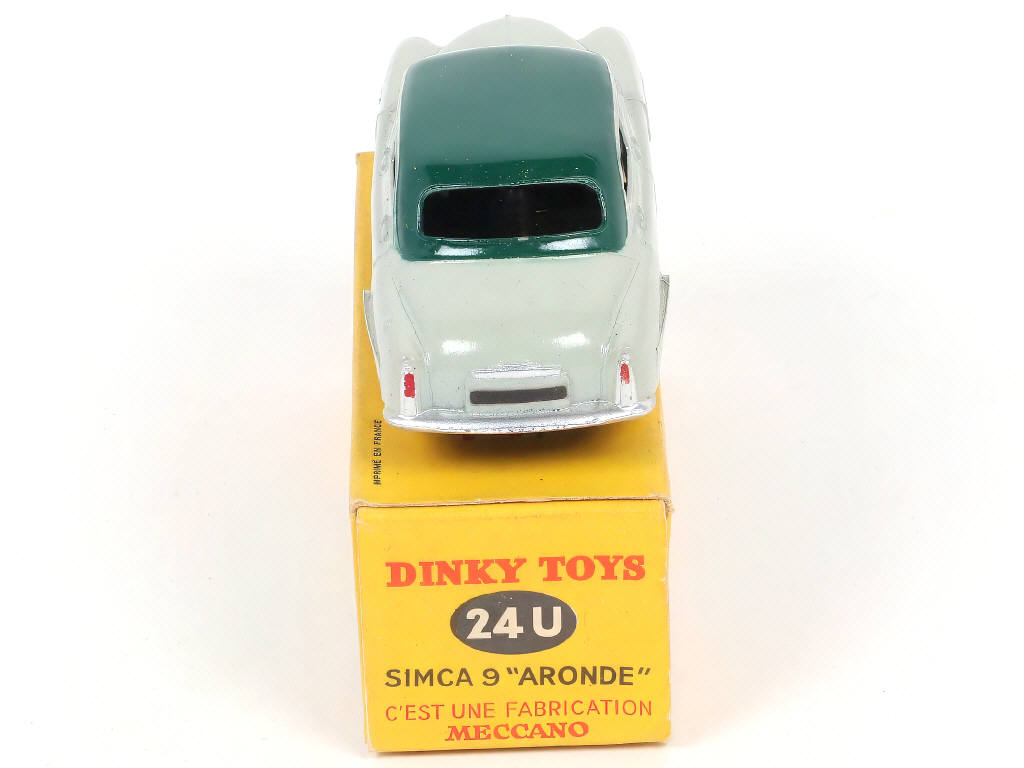 IMPRIMÉ EN FRANCE
DINKY TOYS
24 U
SIMCA 9 "ARONDE"
C'EST UNE FABRICATION
MECCANO